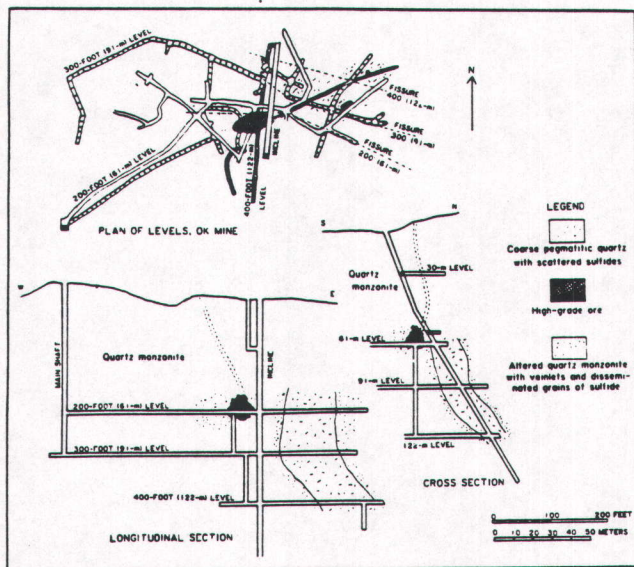 300-FOOT (91-m) LEVEL
N
FISSURE
400 (122-m)
FISSURE
300 (91-m)
FISSURE
200 (61-m)
INCLINE
400-FOOT (122-m)
LEVEL
200-FOOT (61-m) LEVEL
PLAN OF LEVELS, OK MINE
LEGEND
Coarse pegmatitic quartz
with scattered sulfides
High-grade ore
Altered quartz monzonite
with veinlets and dissemi-
nated grains of sulfide
S
N
Quartz
monzonite
30-m LEVEL
61-m LEVEL
91-m LEVEL
122-m LEVEL
CROSS SECTION
W
E
MAIN SHAFT
Quartz monzonite
INCLINE
200-FOOT (61-m) LEVEL
300-FOOT (91-m) LEVEL
400-FOOT (122-m) LEVEL
LONGITUDINAL SECTION
0 100 200 FEET
0 10 20 30 40 50 METERS